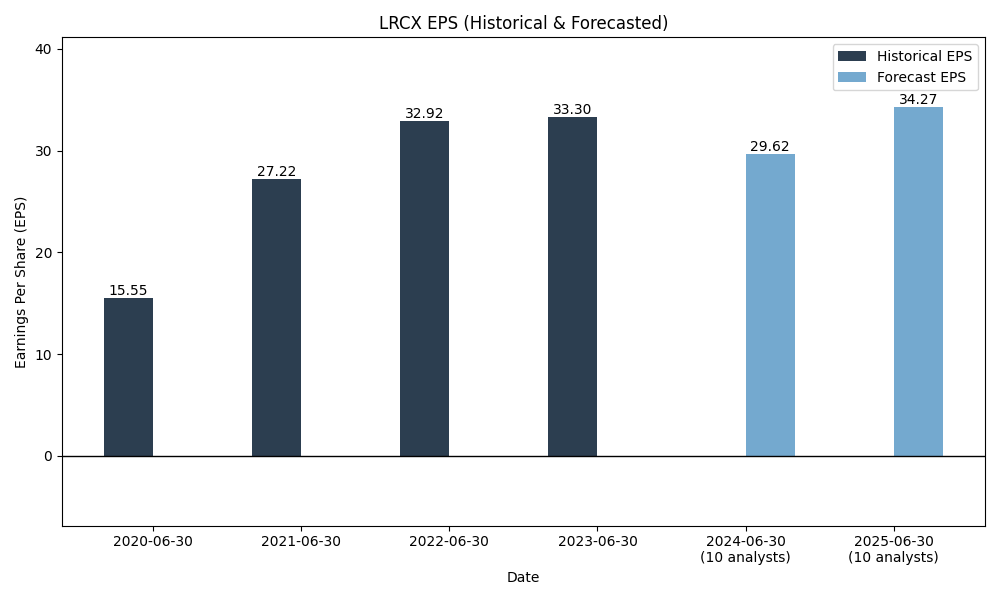 LRCX EPS (Historical & Forecasted)
Historical EPS
Forecast EPS
Earnings Per Share (EPS)
40
30
20
10
0
15.55
27.22
32.92
33.30
29.62
34.27
2020-06-30
2021-06-30
2022-06-30
2023-06-30
2024-06-30
(10 analysts)
2025-06-30
(10 analysts)
Date